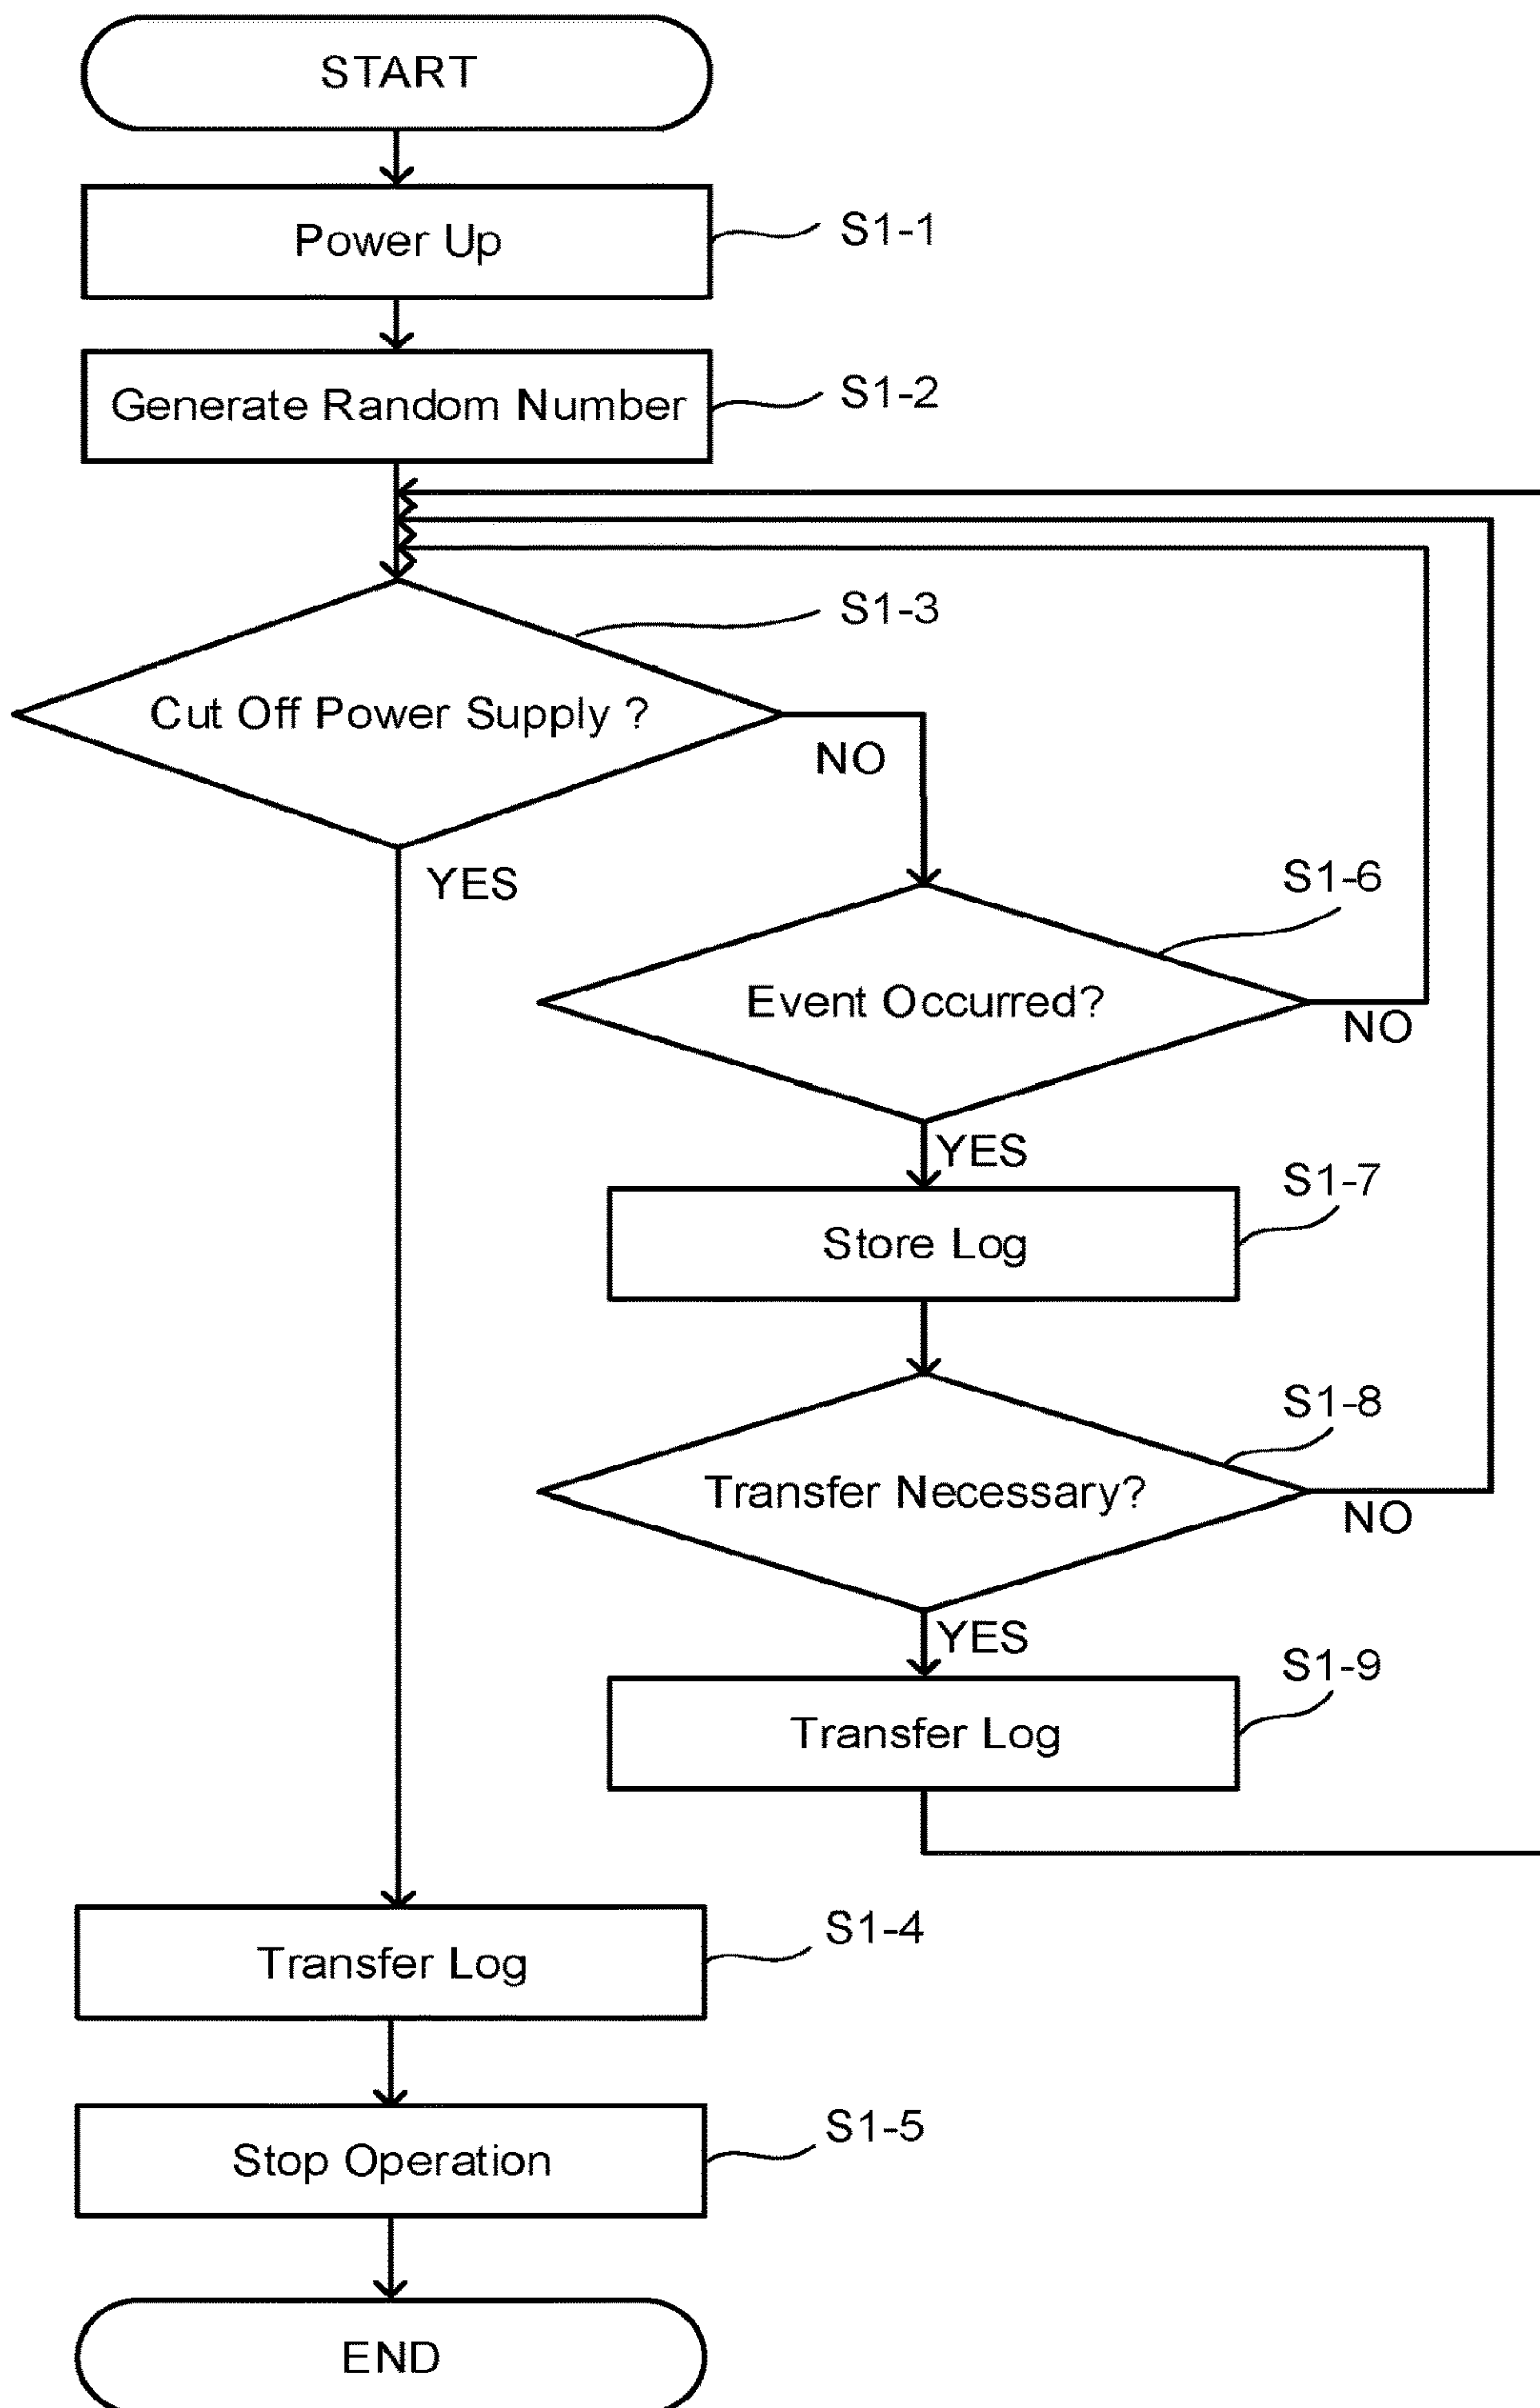 START
Power Up
S1-1
Generate Random Number
S1-2
S1-3
Cut Off Power Supply ?
NO
YES
S1-6
Event Occurred?
NO
YES
S1-7
Store Log
S1-8
Transfer Necessary?
NO
YES
S1-9
Transfer Log
S1-4
Transfer Log
S1-5
Stop Operation
END